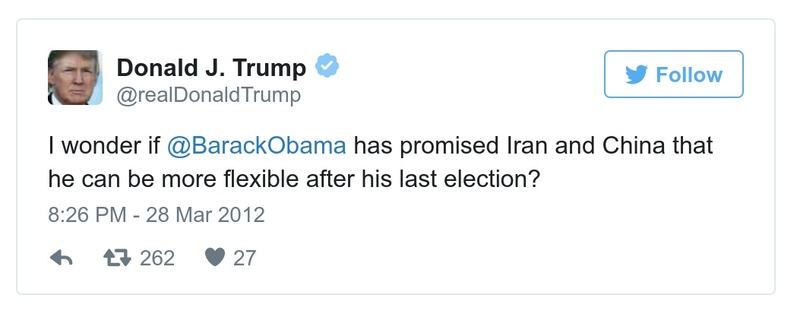 Donald J. Trump
@realDonaldTrump
Follow
I wonder if @BarackObama has promised Iran and China that
he can be more flexible after his last election?
8:26 PM - 28 Mar 2012
262 27